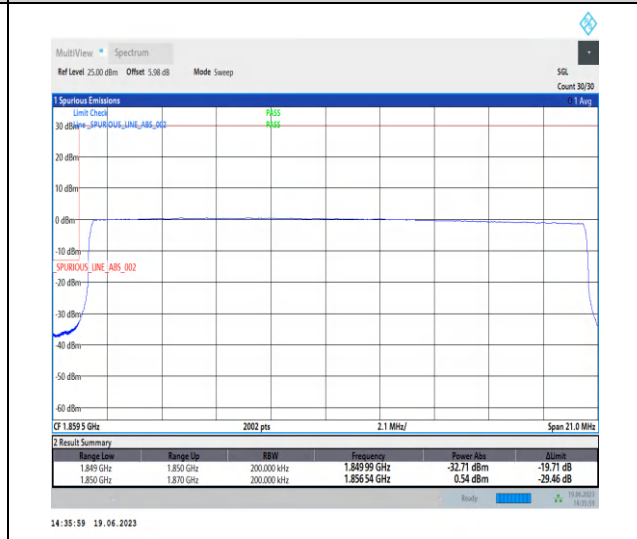 MultiView Spectrum
Ref Level 25.00 dBm Offset 5.98 dB Mode Sweep SGL
Count 30/30
1 Spurious Emissions 1 Avg
Limit Check PASS
30 dBm Line _SPURIOUS_LINE_ABS_002 PASS
20 dBm
10 dBm
0 dBm
-10 dBm
_SPURIOUS_LINE_ABS_002
-20 dBm
-30 dBm
-40 dBm
-50 dBm
-60 dBm
CF 1.859 5 GHz 2002 pts 2.1 MHz/ Span 21.0 MHz
2 Result Summary
Range Low Range Up RBW Frequency Power Abs ΔLimit
1.849 GHz 1.850 GHz 200.000 kHz 1.849 99 GHz -32.71 dBm -19.71 dB
1.850 GHz 1.870 GHz 200.000 kHz 1.856 54 GHz 0.54 dBm -29.46 dB
Ready 19.06.2023
14:35:59
14:35:59 19.06.2023